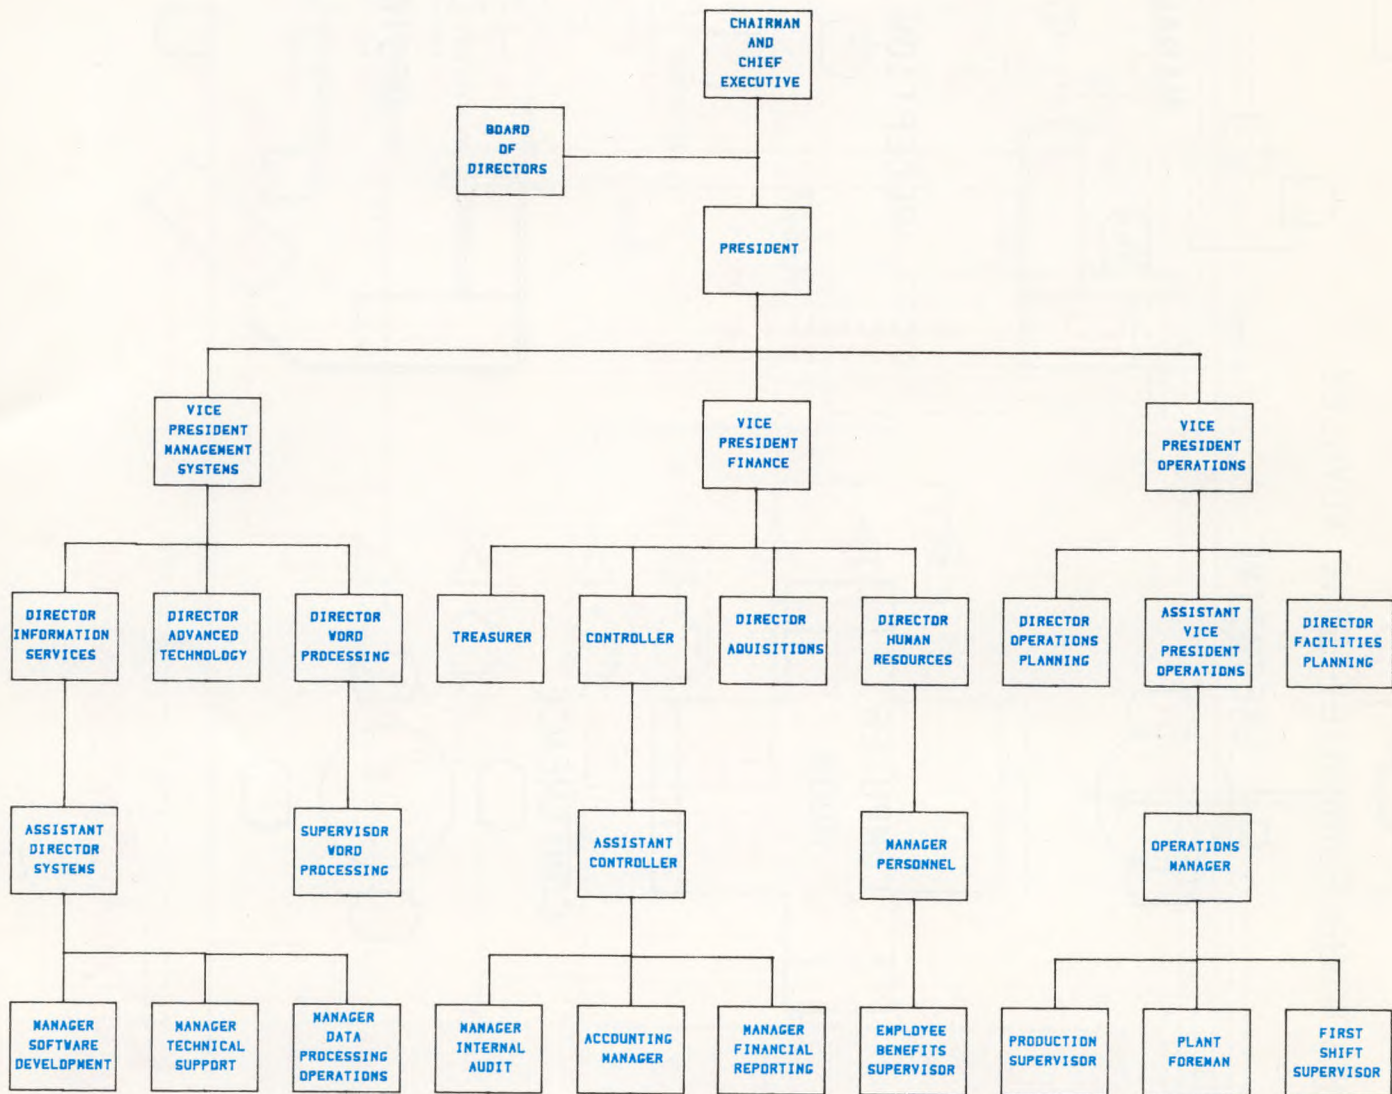 CHAIRMAN
AND
CHIEF
EXECUTIVE
BOARD
OF
DIRECTORS
PRESIDENT
VICE
PRESIDENT
MANAGEMENT
SYSTEMS
VICE
PRESIDENT
FINANCE
VICE
PRESIDENT
OPERATIONS
DIRECTOR
INFORMATION
SERVICES
DIRECTOR
ADVANCED
TECHNOLOGY
DIRECTOR
WORD
PROCESSING
TREASURER
CONTROLLER
DIRECTOR
AQUISITIONS
DIRECTOR
HUMAN
RESOURCES
DIRECTOR
OPERATIONS
PLANNING
ASSISTANT
VICE
PRESIDENT
OPERATIONS
DIRECTOR
FACILITIES
PLANNING
ASSISTANT
DIRECTOR
SYSTEMS
SUPERVISOR
WORD
PROCESSING
ASSISTANT
CONTROLLER
MANAGER
PERSONNEL
OPERATIONS
MANAGER
MANAGER
SOFTWARE
DEVELOPMENT
MANAGER
TECHNICAL
SUPPORT
MANAGER
DATA
PROCESSING
OPERATIONS
MANAGER
INTERNAL
AUDIT
ACCOUNTING
MANAGER
MANAGER
FINANCIAL
REPORTING
EMPLOYEE
BENEFITS
SUPERVISOR
PRODUCTION
SUPERVISOR
PLANT
FOREMAN
FIRST
SHIFT
SUPERVISOR